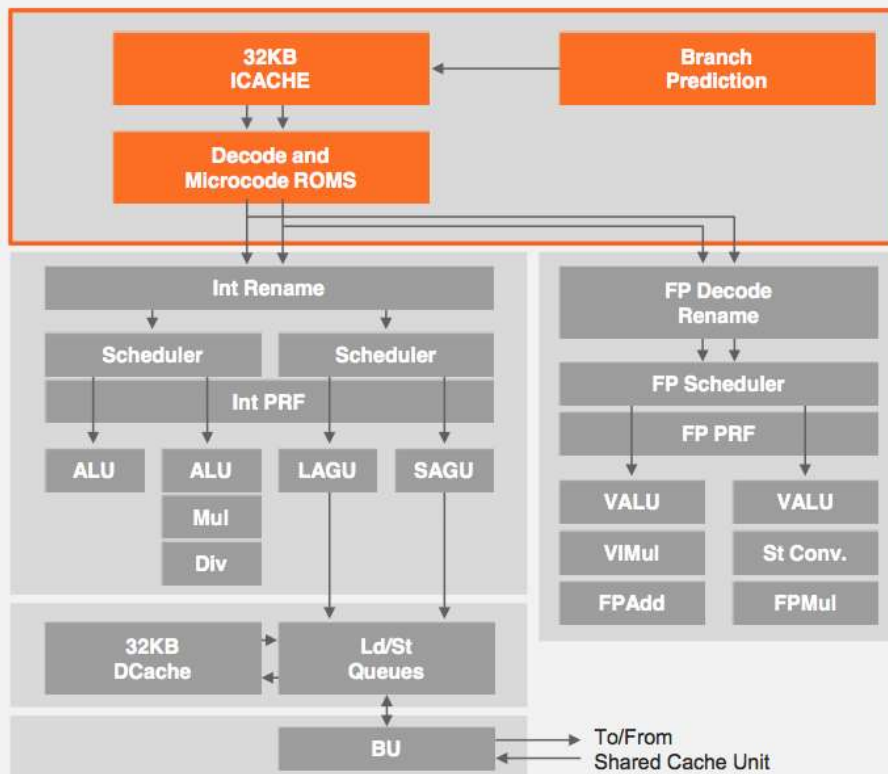 32KB
ICACHE
Branch
Prediction
Decode and
Microcode ROMS
Int Rename
Scheduler
Scheduler
Int PRF
ALU
ALU
LAGU
SAGU
Mul
Div
FP Decode
Rename
FP Scheduler
FP PRF
VALU
VALU
VIMul
St Conv.
FPAdd
FPMul
32KB
DCache
Ld/St
Queues
BU
To/From
Shared Cache Unit